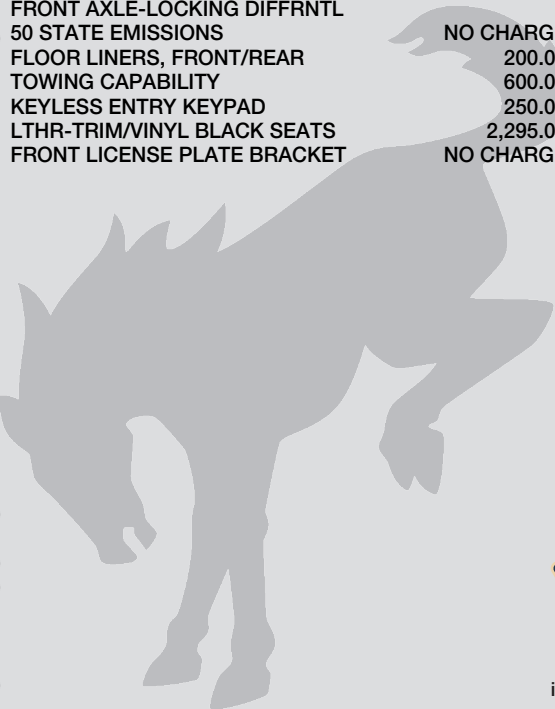 FRONT AXLE-LOCKING DIFFRNTL
50 STATE EMISSIONS NO CHARG
FLOOR LINERS, FRONT/REAR 200.0
TOWING CAPABILITY 600.0
KEYLESS ENTRY KEYPAD 250.0
LTHR-TRIM/VINYL BLACK SEATS 2,295.0
FRONT LICENSE PLATE BRACKET NO CHARG
i